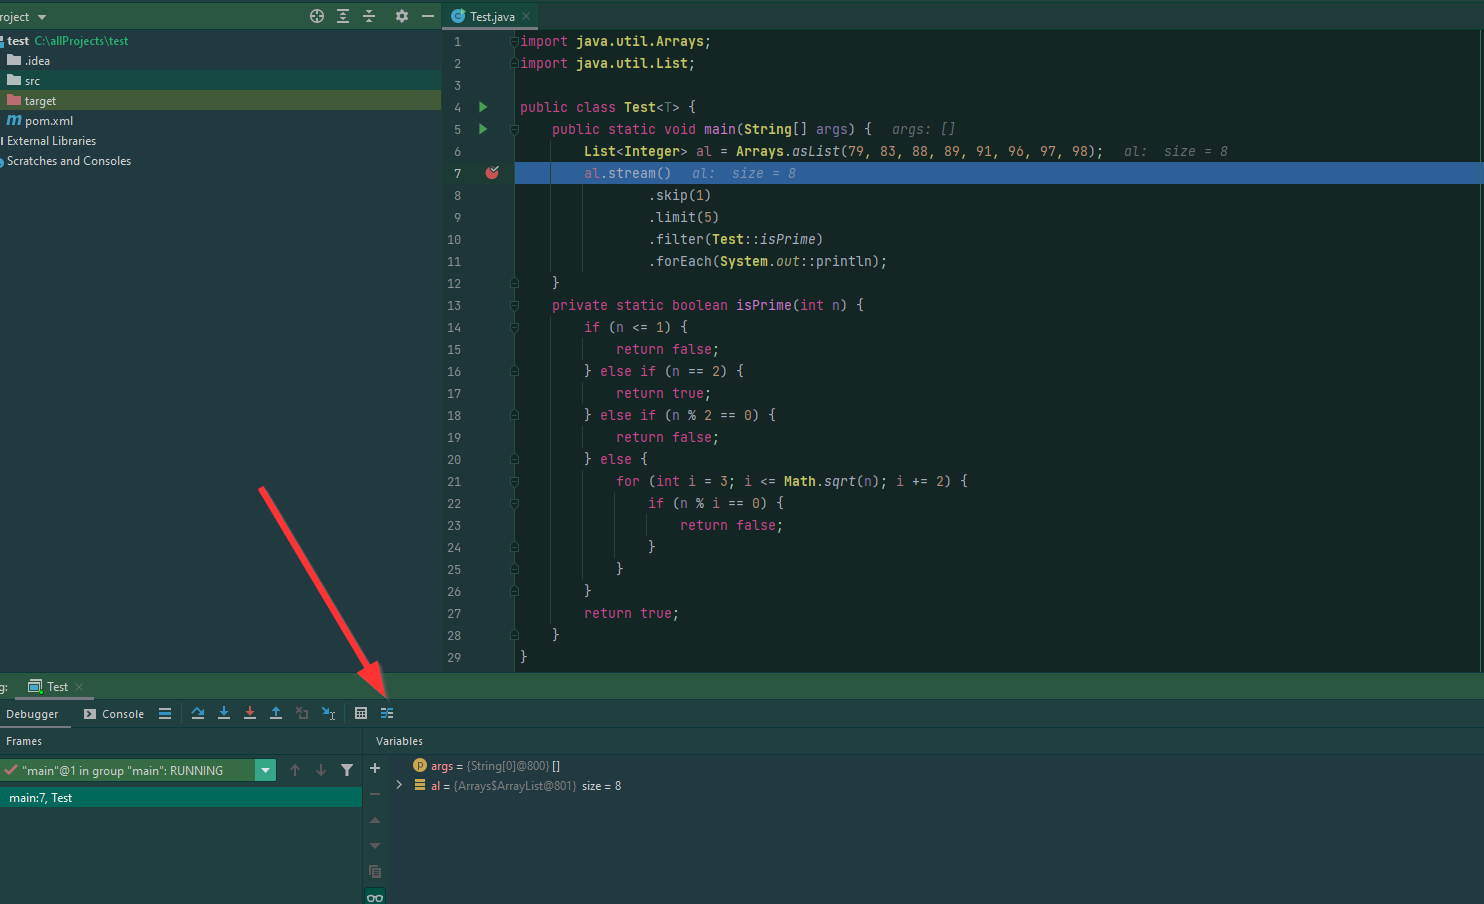 roject
test C:\allProjects\test
.idea
src
target
pom.xml
External Libraries
Scratches and Consoles
Test.java
1 import java.util.Arrays;
2 import java.util.List;
3
4 public class Test<T> {
5 public static void main(String[] args) { args: []
6 List<Integer> al = Arrays.asList(79, 83, 88, 89, 91, 96, 97, 98); al: size = 8
7 al.stream() al: size = 8
8 .skip(1)
9 .limit(5)
10 .filter(Test::isPrime)
11 .forEach(System.out::println);
12 }
13 private static boolean isPrime(int n) {
14 if (n <= 1) {
15 return false;
16 } else if (n == 2) {
17 return true;
18 } else if (n % 2 == 0) {
19 return false;
20 } else {
21 for (int i = 3; i <= Math.sqrt(n); i += 2) {
22 if (n % i == 0) {
23 return false;
24 }
25 }
26 }
27 return true;
28 }
29 }
g: Test
Debugger Console
Frames
Variables
"main"@1 in group "main": RUNNING
main:7, Test
args = {String[0]@800} []
al = {Arrays$ArrayList@801} size = 8